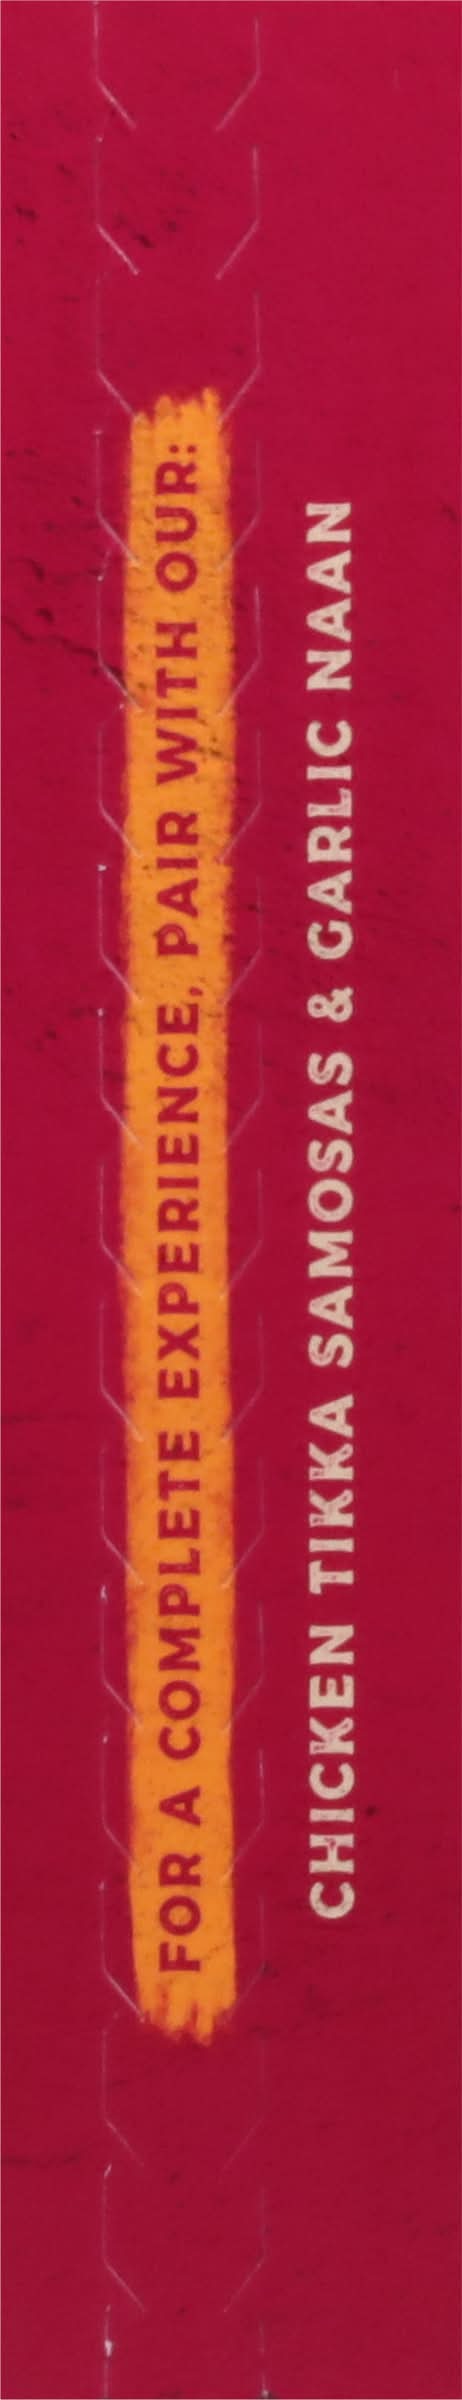 FOR A COMPLETE EXPERIENCE, PAIR WITH OUR:
CHICKEN TIKKA SAMOSAS & GARLIC NAAN